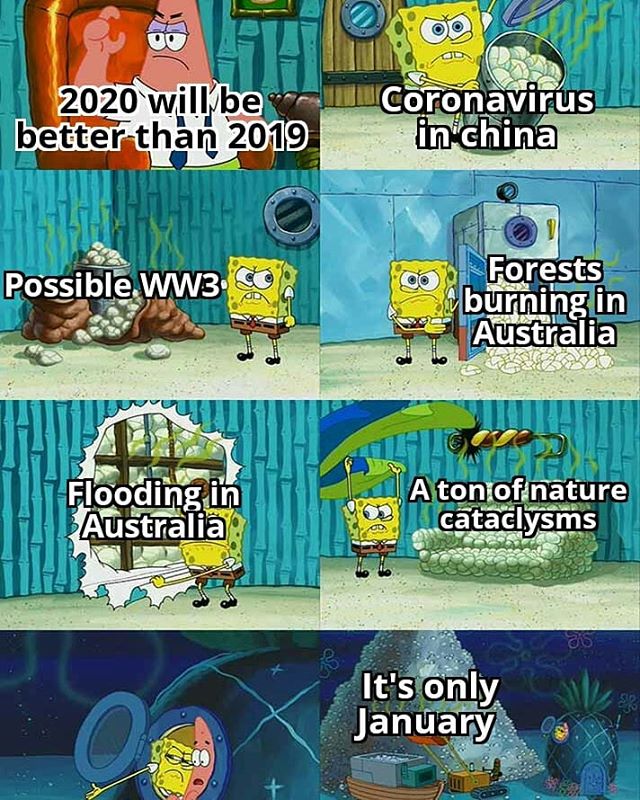 2020 will be
better than 2019
Coronavirus
in china
Possible WW3
Forests
burning in
Australia
Flooding in
Australia
A ton of nature
cataclysms
It's only
January